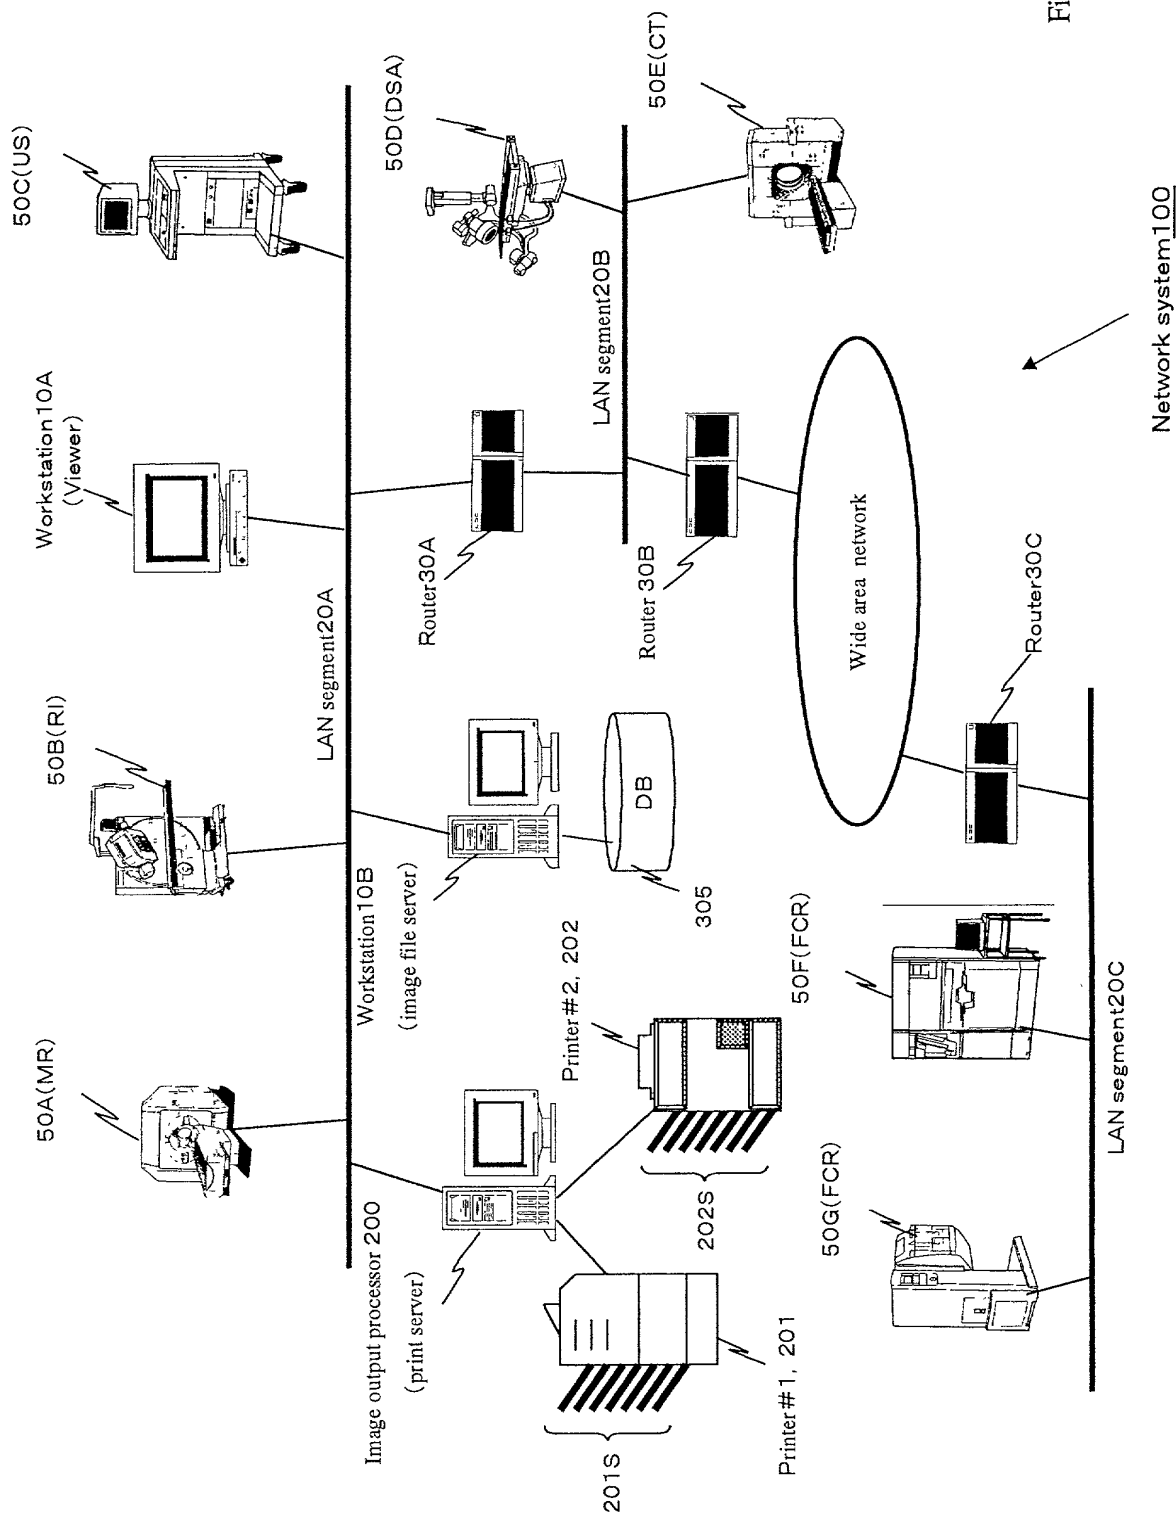 50A(MR)
50B(RI)
Workstation10A
(Viewer)
50C(US)
LAN segment20A
Image output processor 200
(print server)
Workstation10B
(image file server)
Router30A
50D(DSA)
LAN segment20B
201S
Printer#1, 201
202S
Printer#2, 202
DB
305
Router 30B
50E(CT)
Wide area network
50G(FCR)
50F(FCR)
Router30C
LAN segment20C
Network system100
Fi